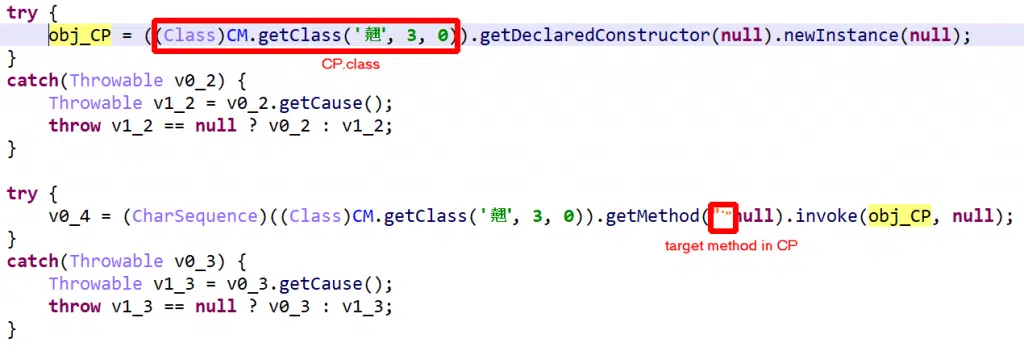 try {
obj_CP = ((Class)CM.getClass('翹', 3, 0)).getDeclaredConstructor(null).newInstance(null);
CP.class
}
catch(Throwable v0_2) {
Throwable v1_2 = v0_2.getCause();
throw v1_2 == null ? v0_2 : v1_2;
}
try {
v0_4 = (CharSequence)((Class)CM.getClass('翹', 3, 0)).getMethod( null).invoke(obj_CP, null);
target method in CP
}
catch(Throwable v0_3) {
Throwable v1_3 = v0_3.getCause();
throw v1_3 == null ? v0_3 : v1_3;
}